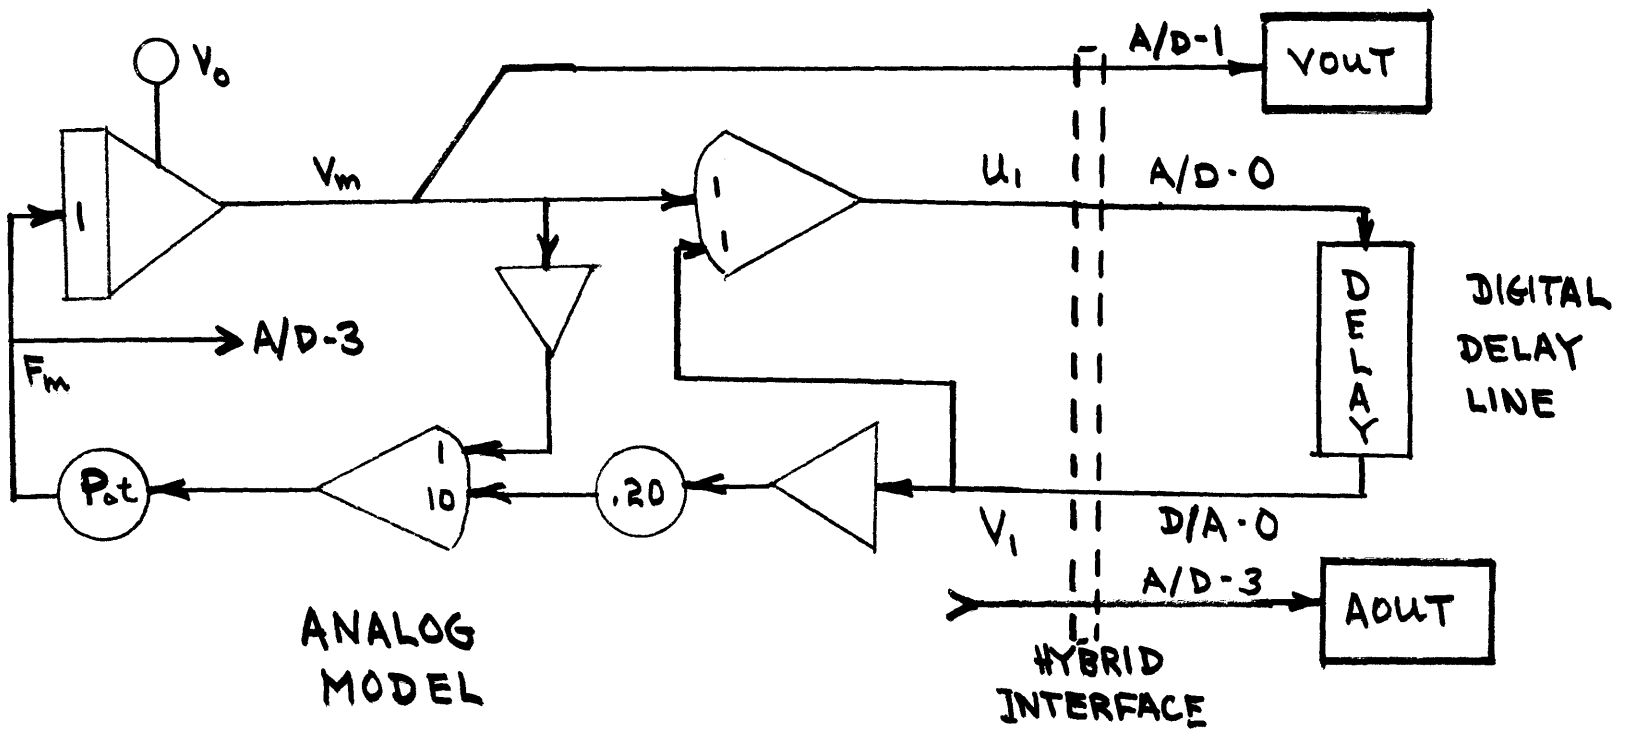 V₀
A/D-1
VOUT
Vm
U₁
A/D-0
1
1
1
DELAY
DIGITAL
DELAY
LINE
A/D-3
Fm
Pot
1
10
.20
V₁
D/A-0
A/D-3
AOUT
ANALOG
MODEL
HYBRID
INTERFACE